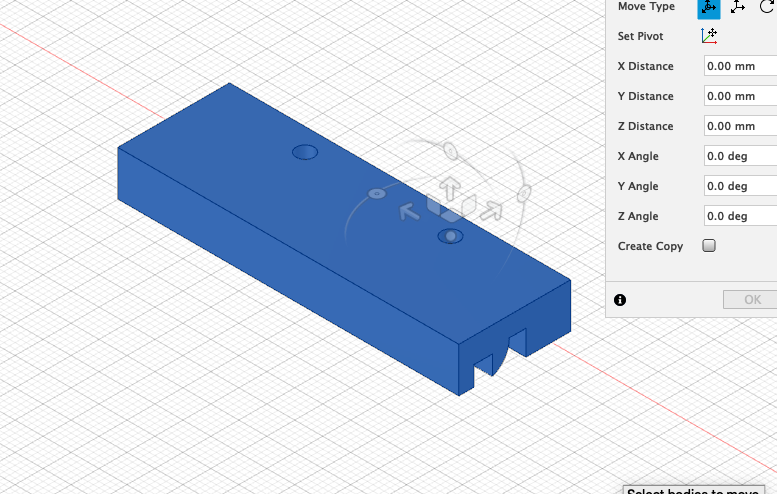 Move Type
Set Pivot
X Distance 0.00 mm
Y Distance 0.00 mm
Z Distance 0.00 mm
X Angle 0.0 deg
Y Angle 0.0 deg
Z Angle 0.0 deg
Create Copy
OK
Select bodies to move